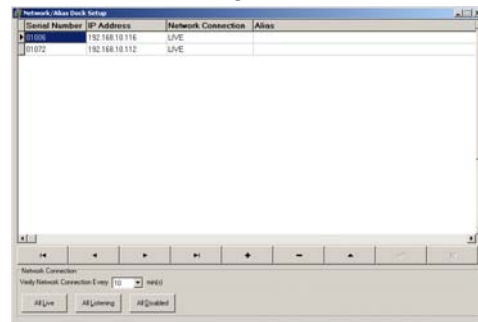 Network/Alias Dock Setup
Serial Number IP Address Network Connection Alias
01006 192.168.10.116 LIVE
01072 192.168.10.112 LIVE
Network Connection
Verify Network Connection Every 10 min(s)
All Live All Listening All Disabled